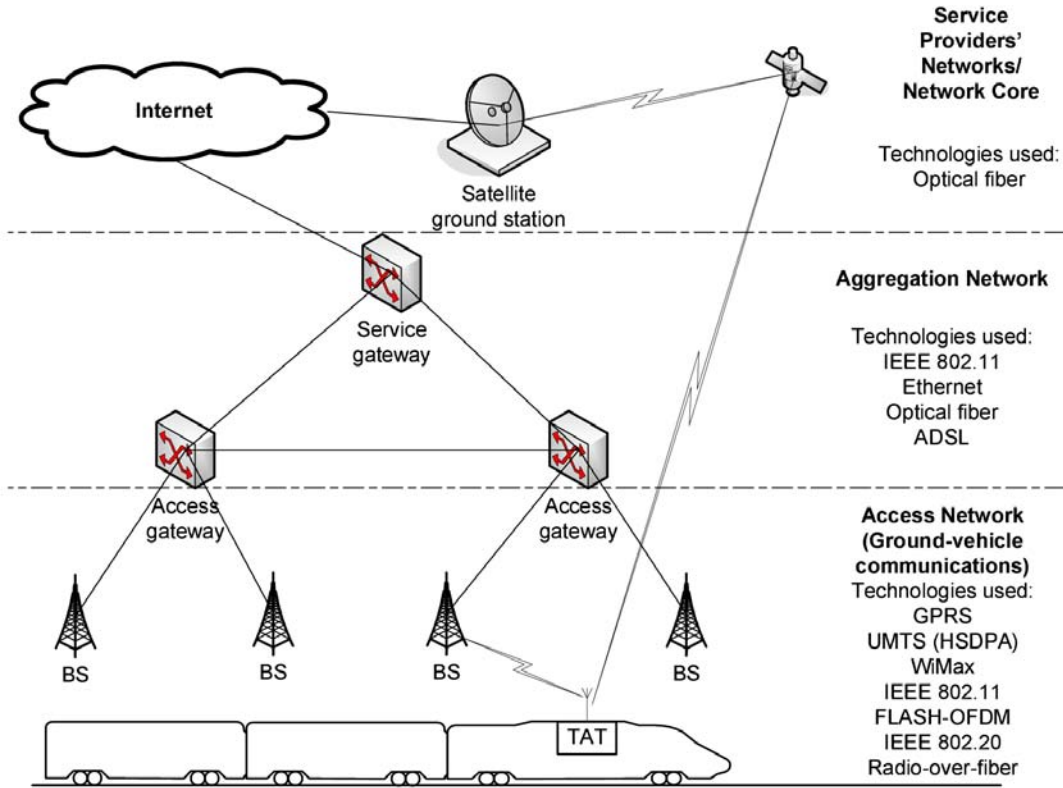 Service
Providers'
Networks/
Network Core
Technologies used:
Optical fiber
Internet
Satellite
ground station
Aggregation Network
Technologies used:
IEEE 802.11
Ethernet
Optical fiber
ADSL
Service
gateway
Access
gateway
Access
gateway
Access Network
(Ground-vehicle
communications)
Technologies used:
GPRS
UMTS (HSDPA)
WiMax
IEEE 802.11
FLASH-OFDM
IEEE 802.20
Radio-over-fiber
BS
BS
BS
BS
TAT